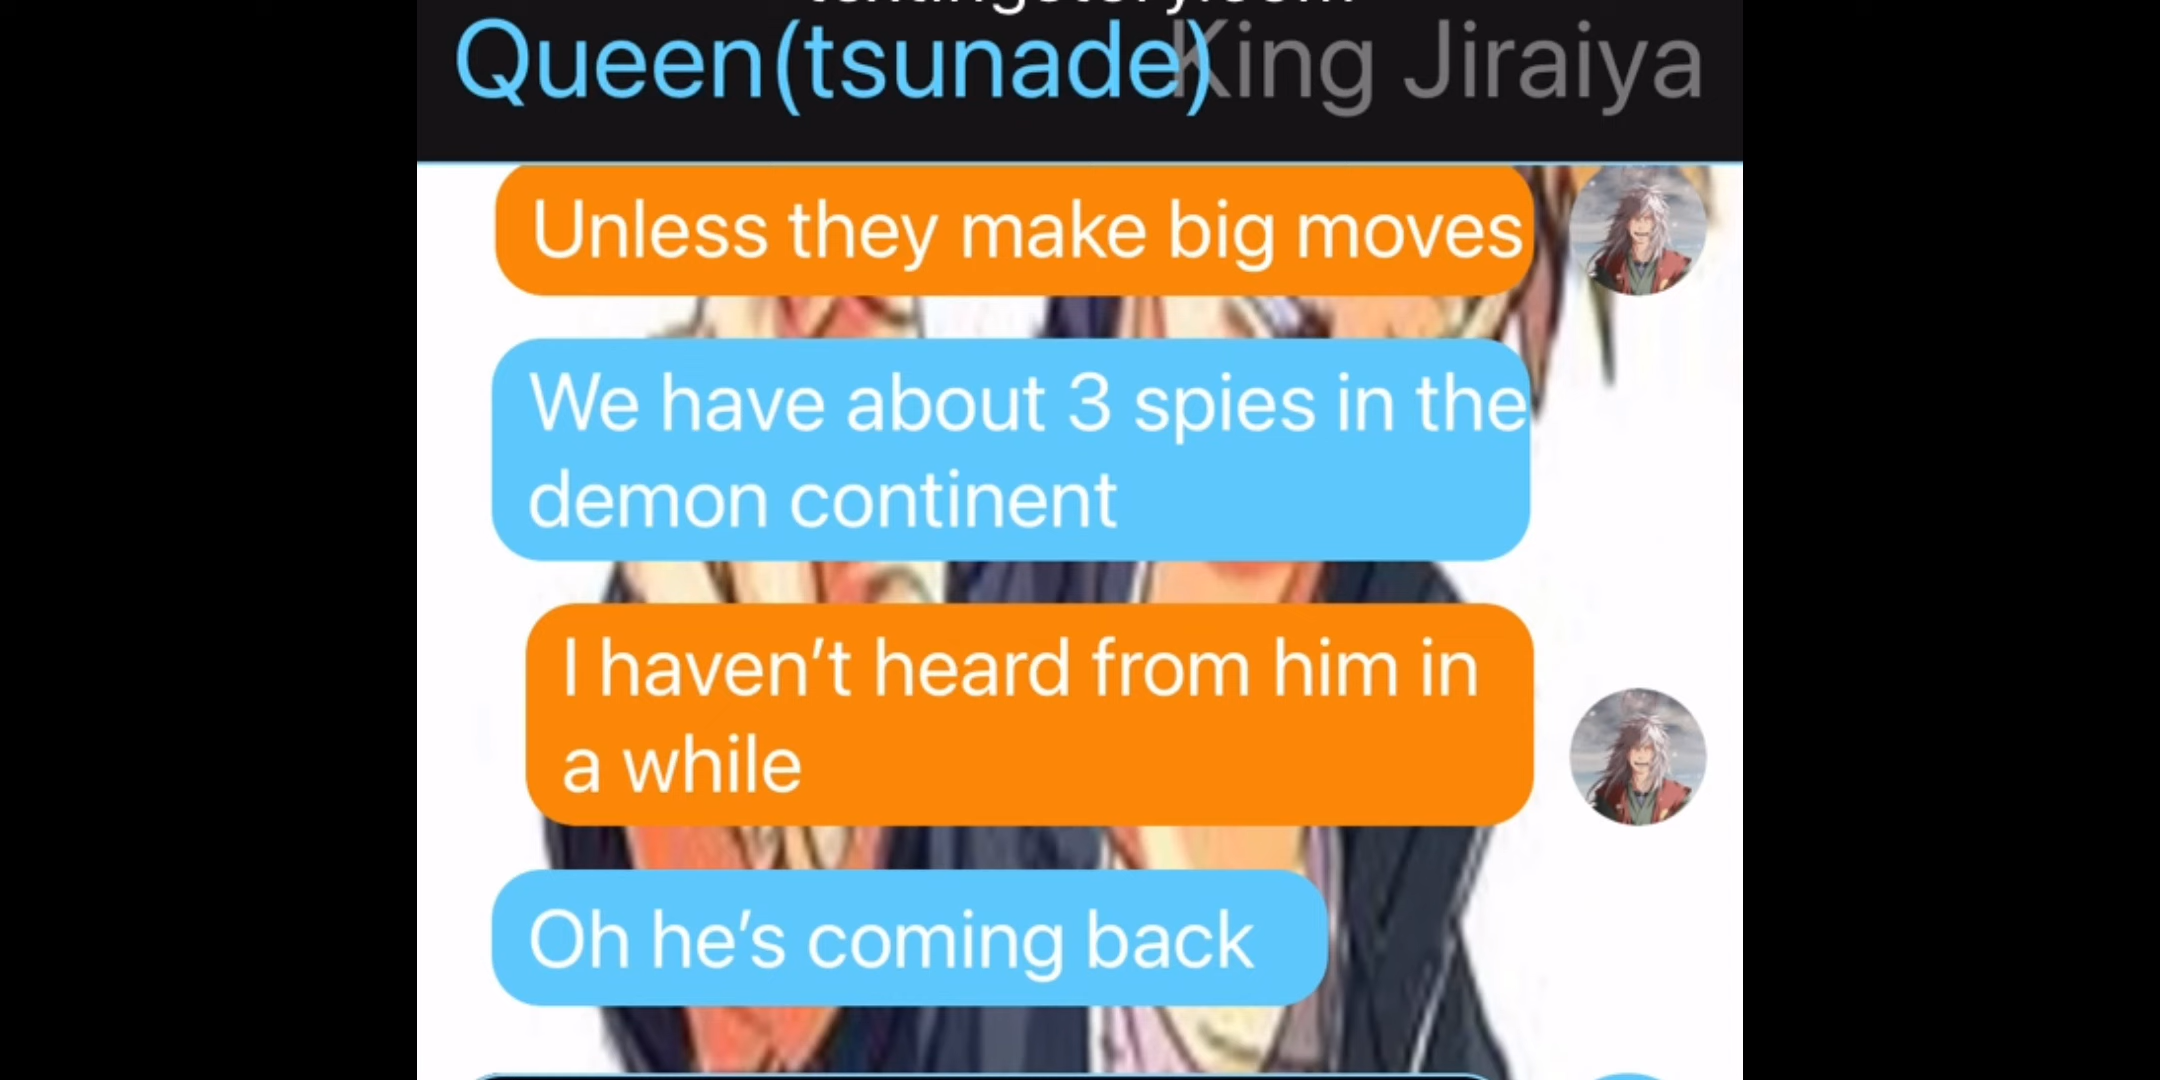 Queen(tsunade) King Jiraiya
Unless they make big moves
We have about 3 spies in the
demon continent
I haven’t heard from him in
a while
Oh he’s coming back